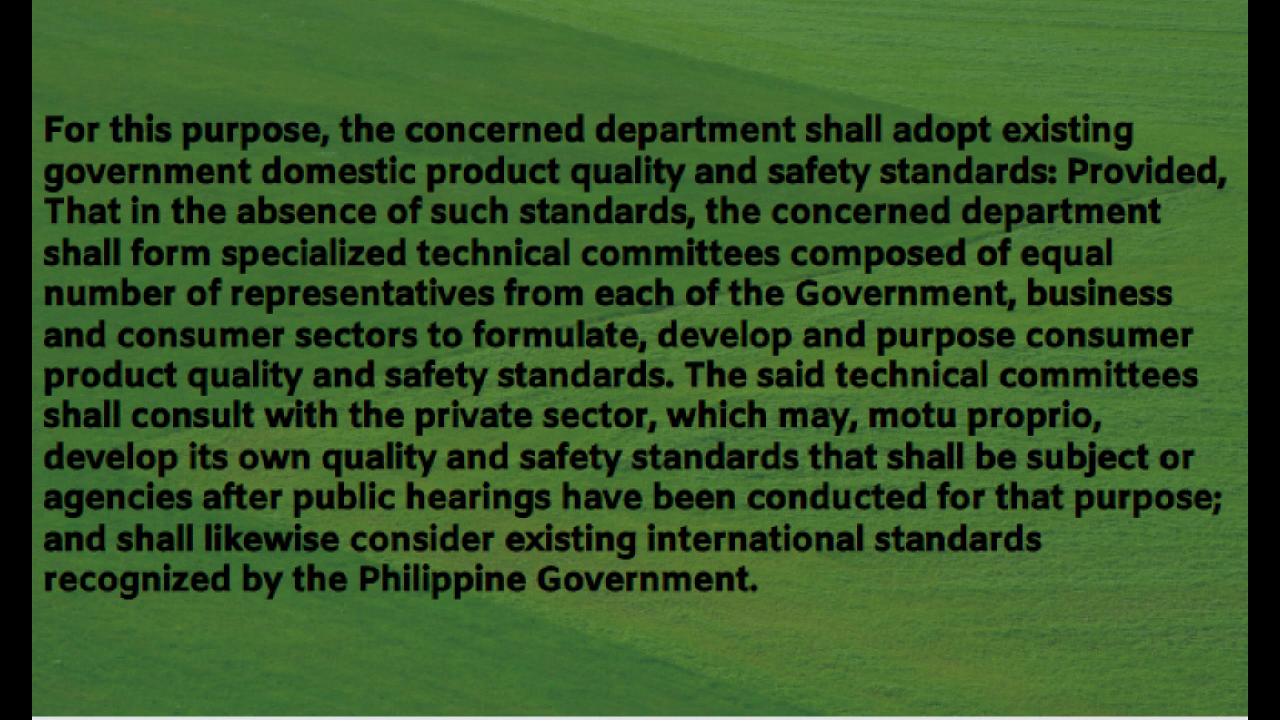 For this purpose, the concerned department shall adopt existing
government domestic product quality and safety standards: Provided,
That in the absence of such standards, the concerned department
shall form specialized technical committees composed of equal
number of representatives from each of the Government, business
and consumer sectors to formulate, develop and purpose consumer
product quality and safety standards. The said technical committees
shall consult with the private sector, which may, motu proprio,
develop its own quality and safety standards that shall be subject or
agencies after public hearings have been conducted for that purpose;
and shall likewise consider existing international standards
recognized by the Philippine Government.